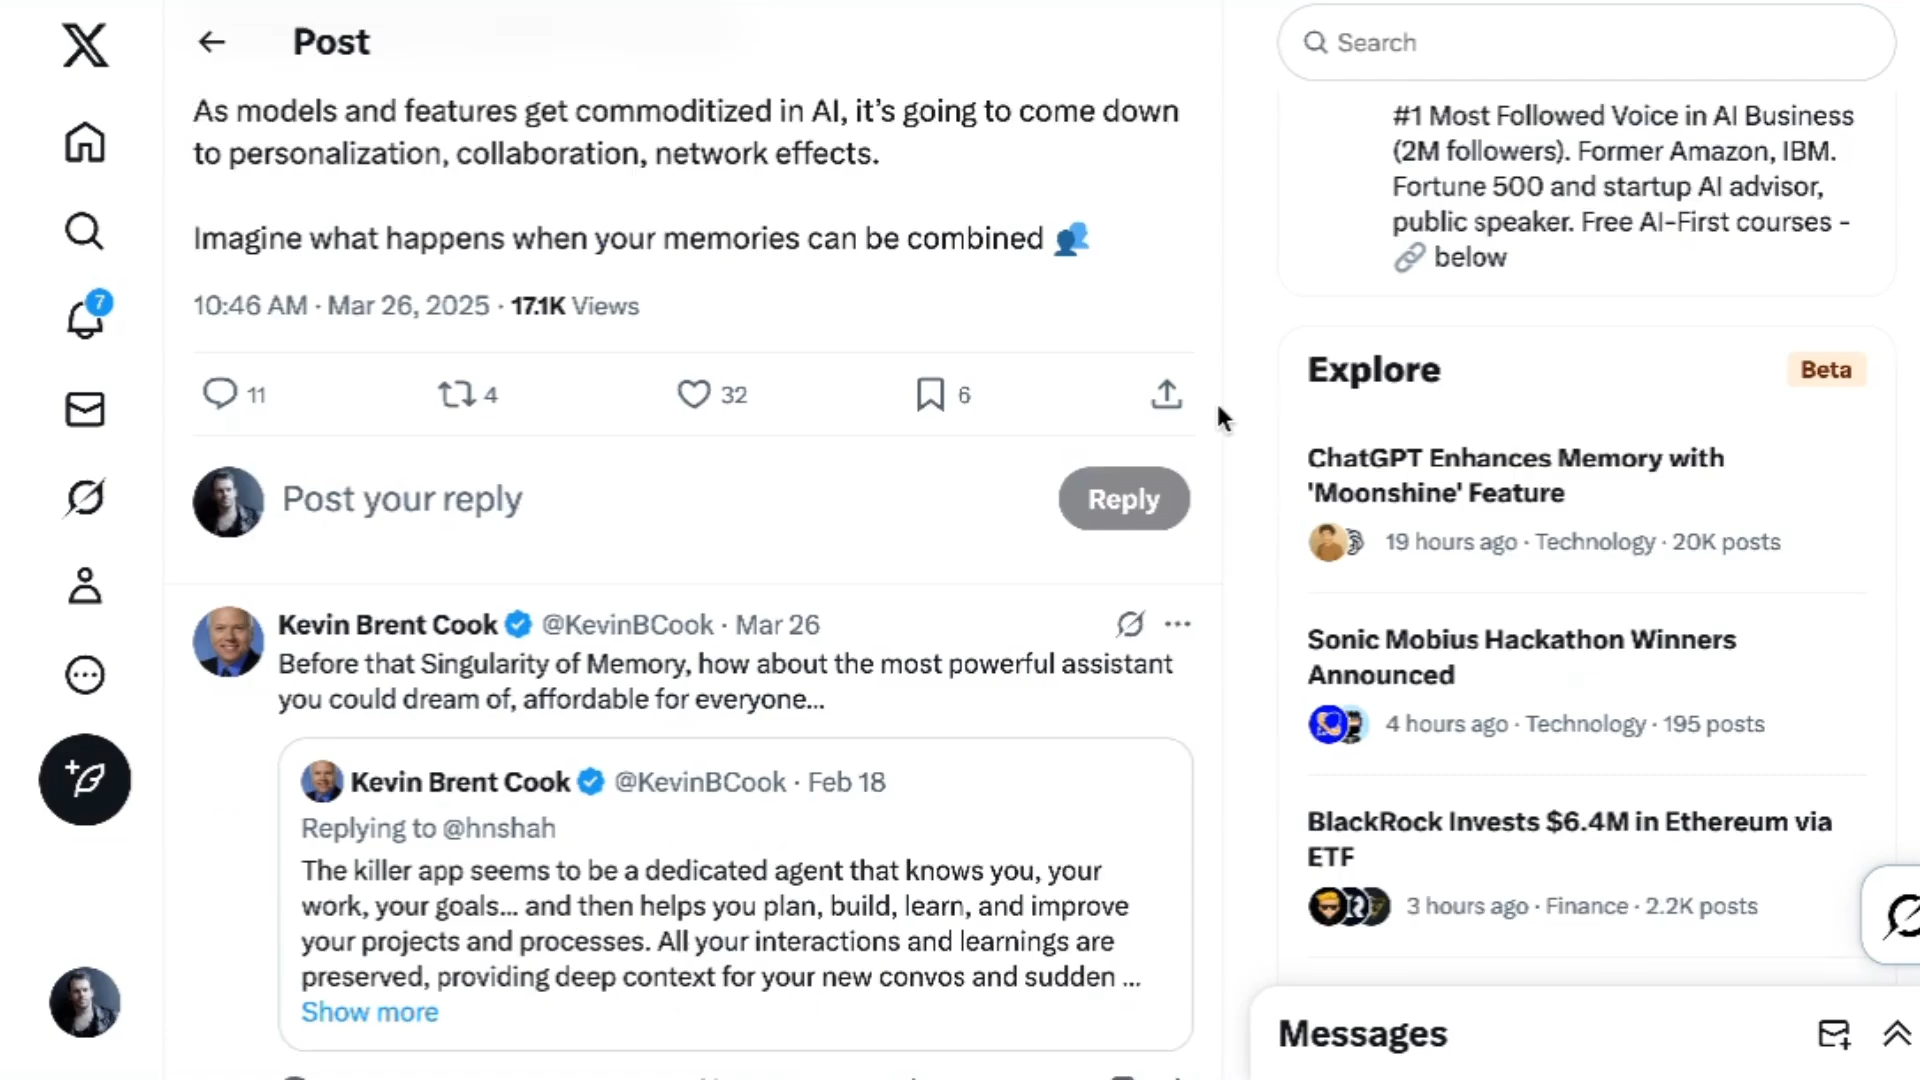 Post
As models and features get commoditized in AI, it's going to come down
to personalization, collaboration, network effects.
Imagine what happens when your memories can be combined 👥
10:46 AM · Mar 26, 2025 · 17.1K Views
11 4 32 6
Post your reply
Reply
Kevin Brent Cook @KevinBCook · Mar 26
Before that Singularity of Memory, how about the most powerful assistant
you could dream of, affordable for everyone...
Kevin Brent Cook @KevinBCook · Feb 18
Replying to @hnshah
The killer app seems to be a dedicated agent that knows you, your
work, your goals... and then helps you plan, build, learn, and improve
your projects and processes. All your interactions and learnings are
preserved, providing deep context for your new convos and sudden ...
Show more
7
Search
#1 Most Followed Voice in AI Business
(2M followers). Former Amazon, IBM.
Fortune 500 and startup AI advisor,
public speaker. Free AI-First courses -
🔗 below
Explore
Beta
ChatGPT Enhances Memory with
'Moonshine' Feature
19 hours ago · Technology · 20K posts
Sonic Mobius Hackathon Winners
Announced
4 hours ago · Technology · 195 posts
BlackRock Invests $6.4M in Ethereum via
ETF
3 hours ago · Finance · 2.2K posts
Messages